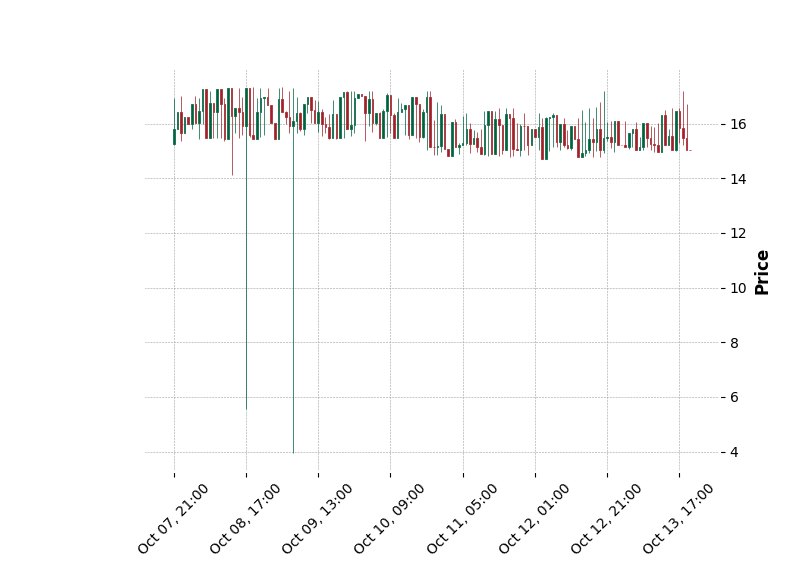 16
14
12
10
8
6
4
Price
Oct 07, 21:00
Oct 08, 17:00
Oct 09, 13:00
Oct 10, 09:00
Oct 11, 05:00
Oct 12, 01:00
Oct 12, 21:00
Oct 13, 17:00